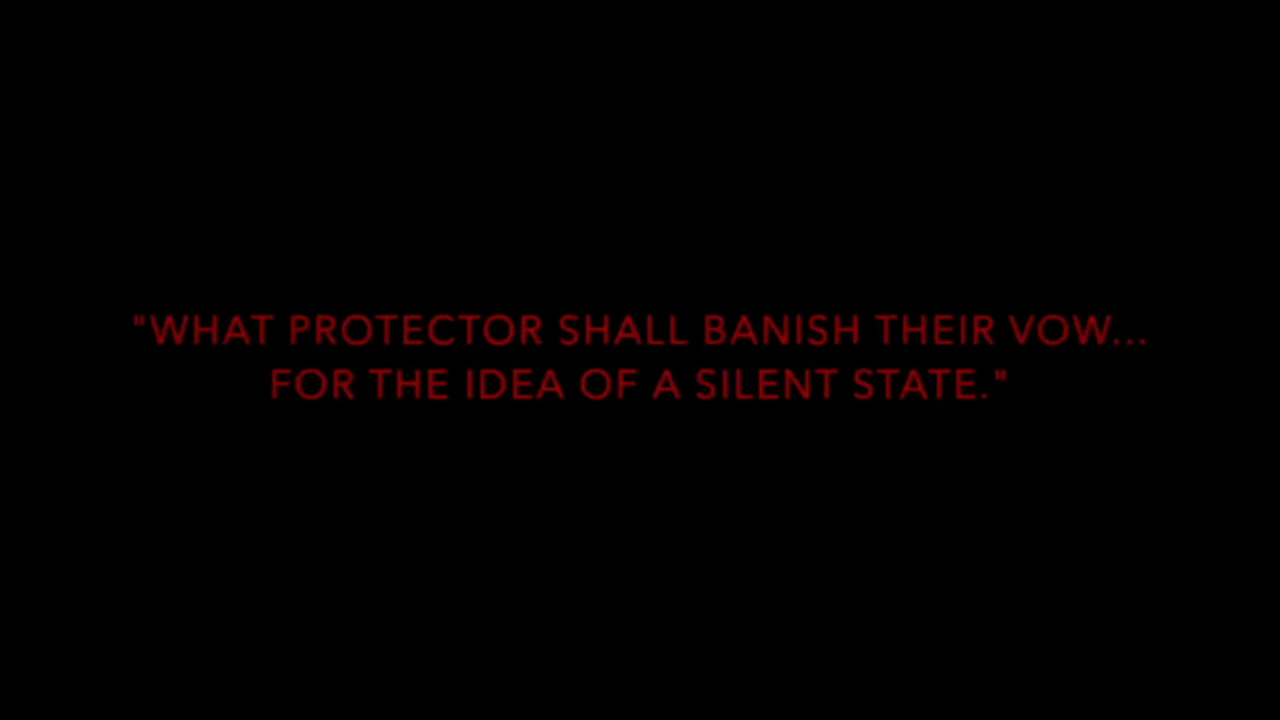 "WHAT PROTECTOR SHALL BANISH THEIR VOW...
FOR THE IDEA OF A SILENT STATE."